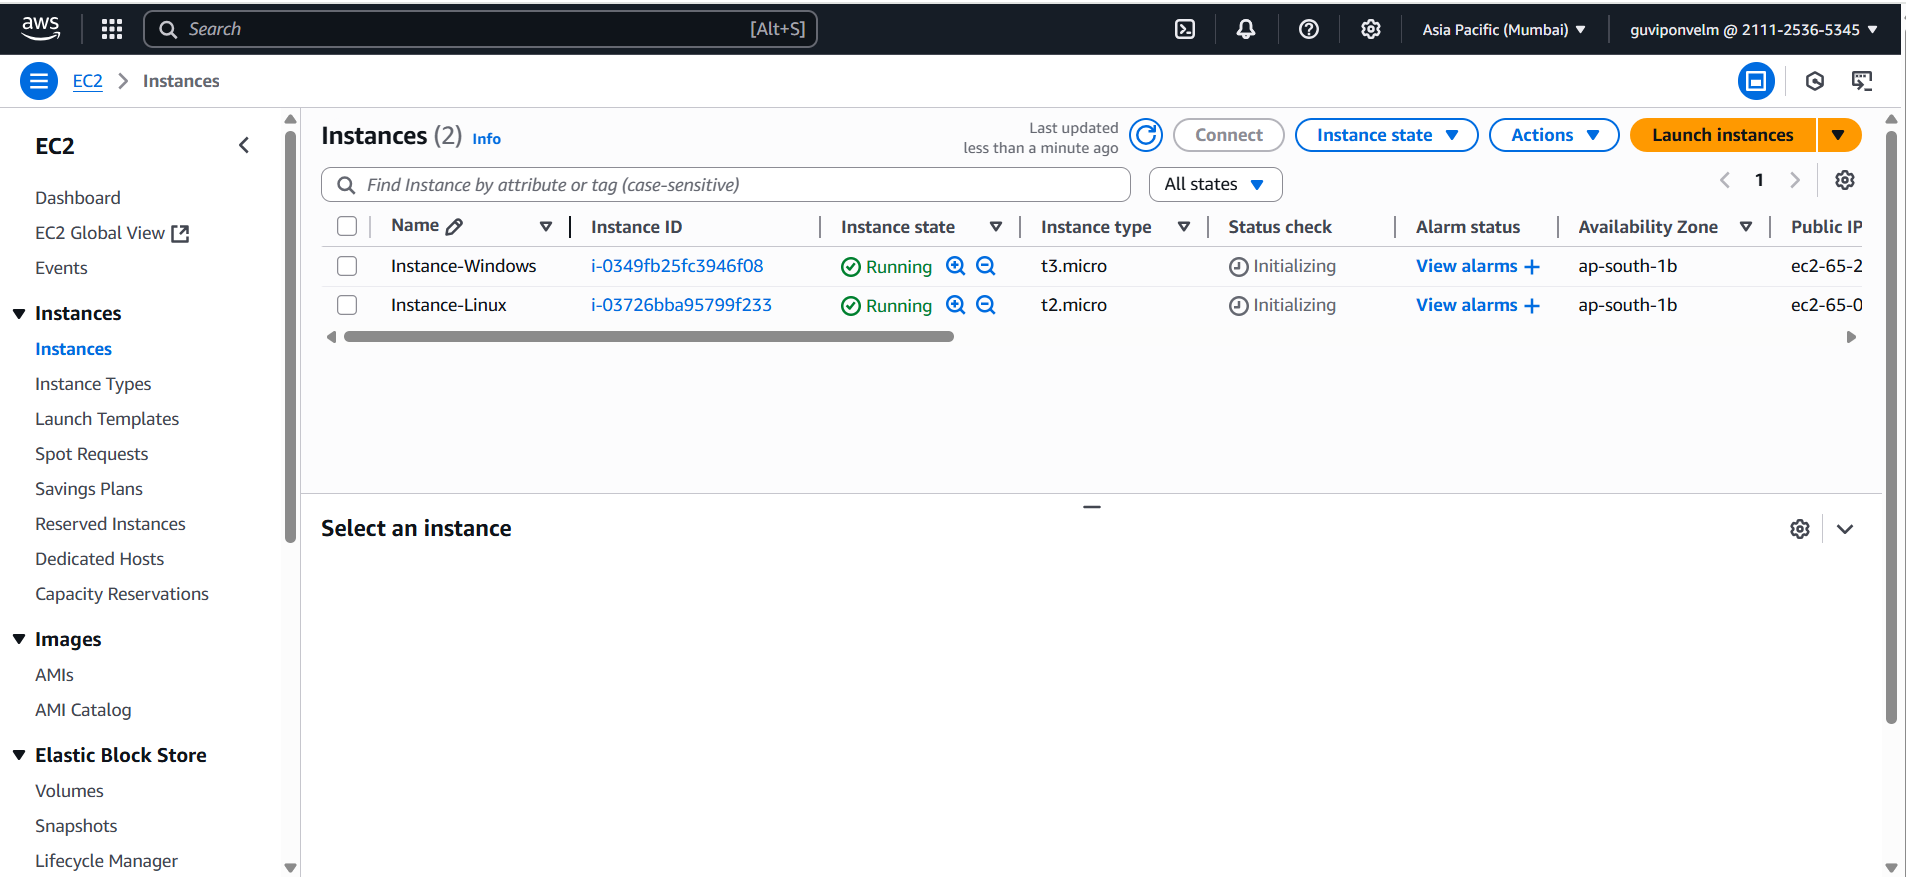 aws
Search [Alt+S]
Asia Pacific (Mumbai)
guviponvelm @ 2111-2536-5345
EC2 Instances
EC2
Dashboard
EC2 Global View
Events
Instances
Instances
Instance Types
Launch Templates
Spot Requests
Savings Plans
Reserved Instances
Dedicated Hosts
Capacity Reservations
Images
AMIs
AMI Catalog
Elastic Block Store
Volumes
Snapshots
Lifecycle Manager
Instances (2) Info
Last updated
less than a minute ago
Connect
Instance state
Actions
Launch instances
Find Instance by attribute or tag (case-sensitive)
All states
1
Name Instance ID Instance state Instance type Status check Alarm status Availability Zone Public IP
Instance-Windows i-0349fb25fc3946f08 Running t3.micro Initializing View alarms + ap-south-1b ec2-65-2
Instance-Linux i-03726bba95799f233 Running t2.micro Initializing View alarms + ap-south-1b ec2-65-0
Select an instance